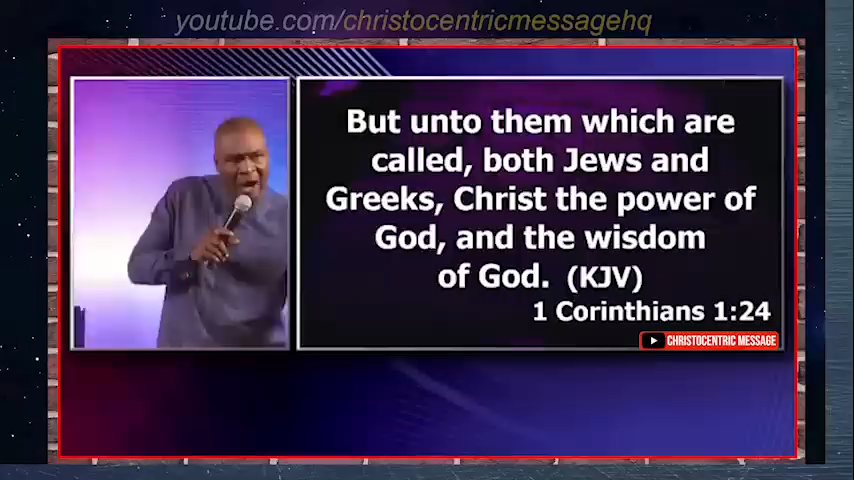 youtube.com/christocentricmessagehq
But unto them which are
called, both Jews and
Greeks, Christ the power of
God, and the wisdom
of God. (KJV)
1 Corinthians 1:24
CHRISTOCENTRIC MESSAGE